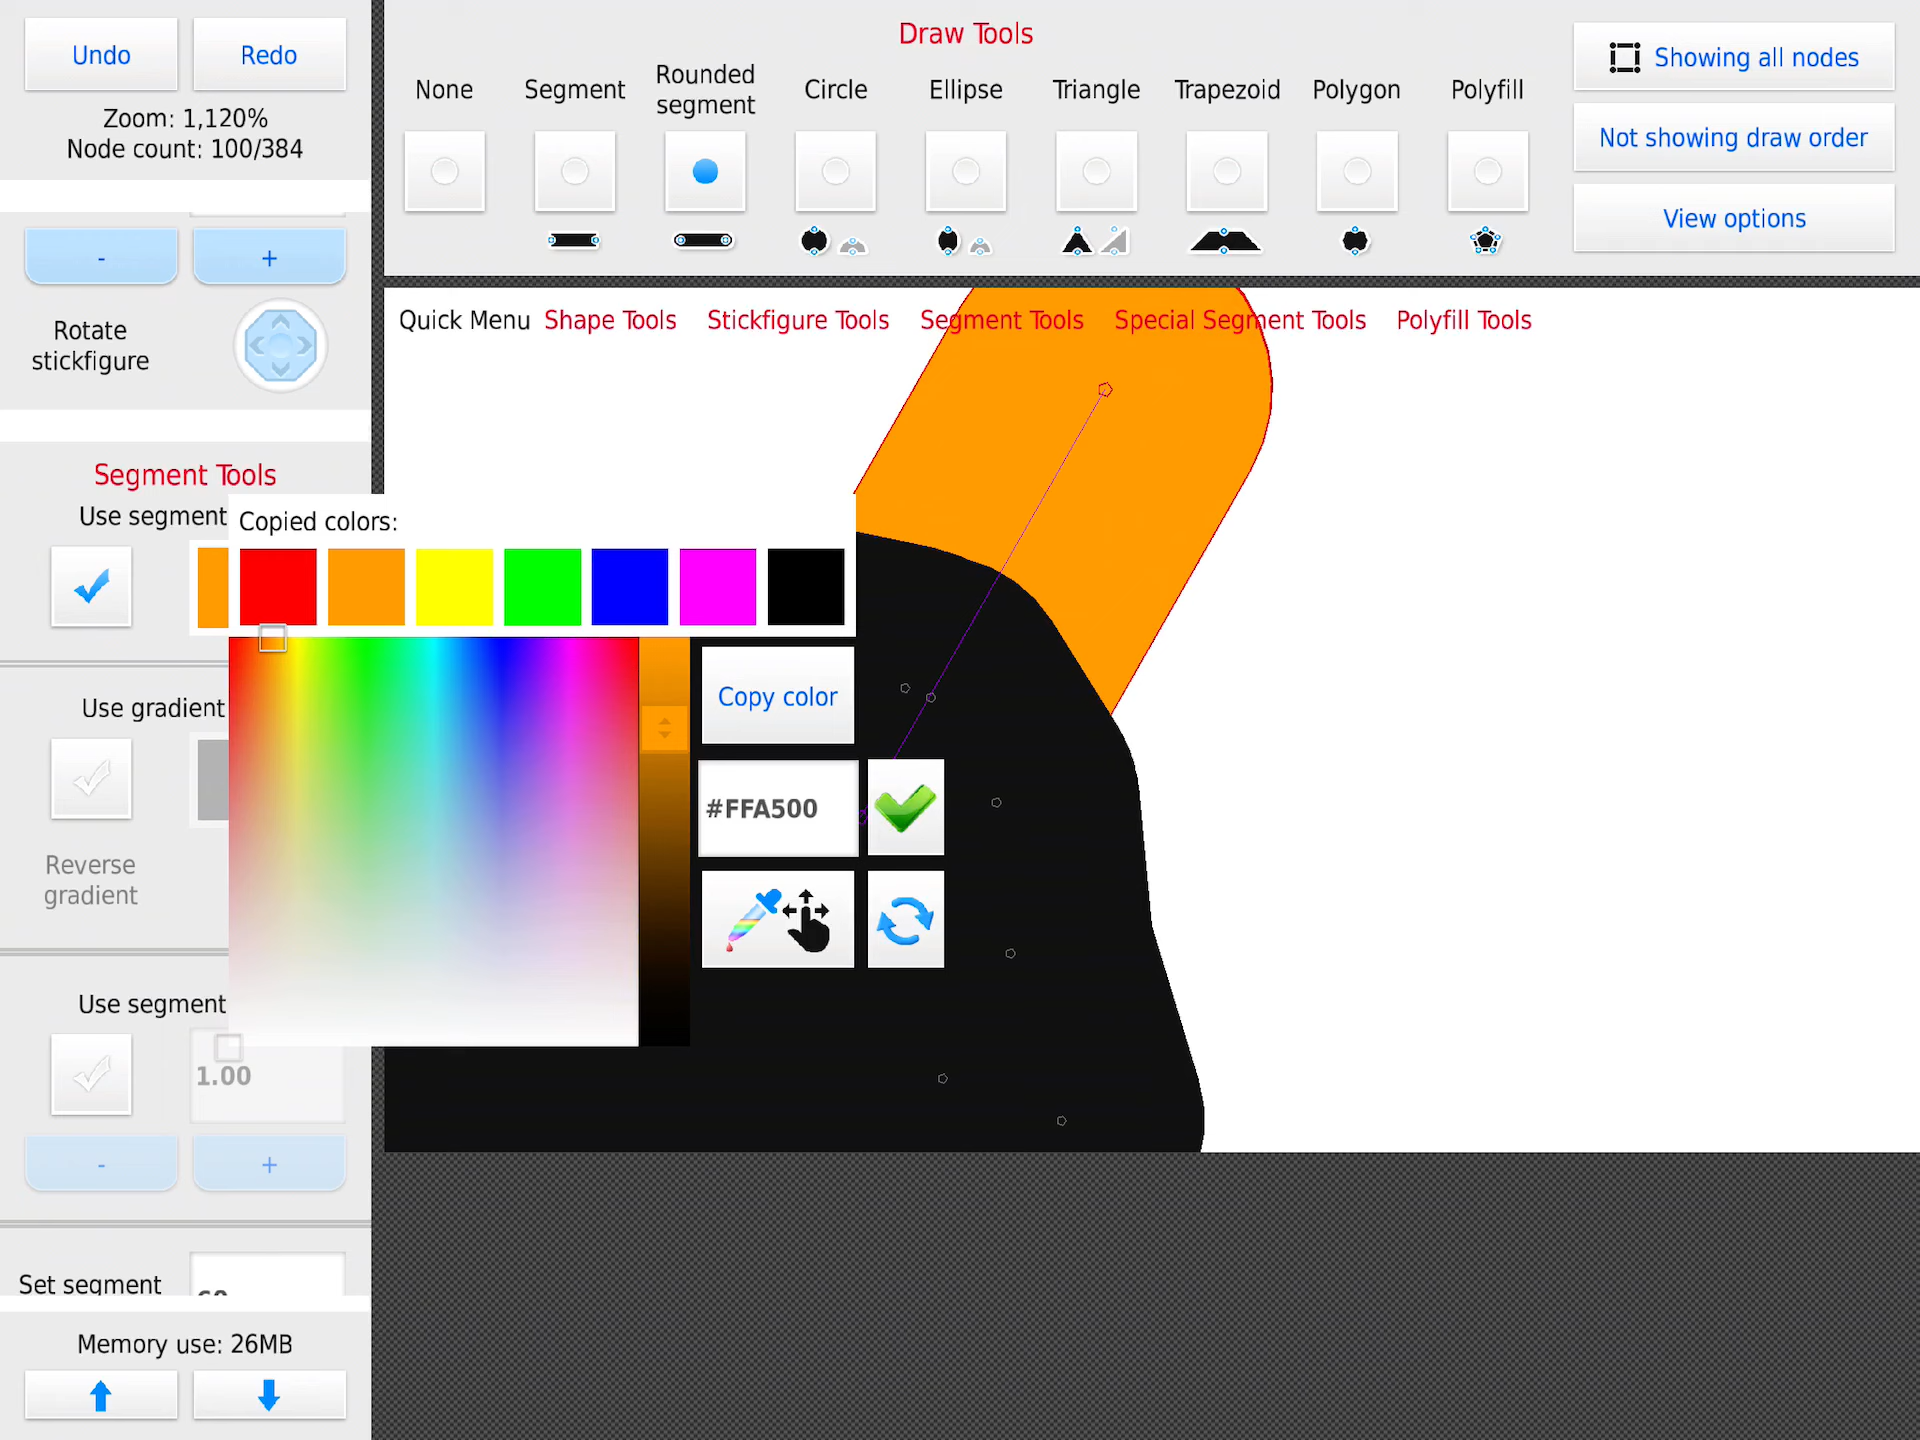 Undo
Redo
Zoom: 1,120%
Node count: 100/384
-
+
Rotate
stickfigure
Segment Tools
Use segment
Use gradient
Reverse
gradient
Use segment
1.00
-
+
Set segment
Memory use: 26MB
Draw Tools
None
Segment
Rounded
segment
Circle
Ellipse
Triangle
Trapezoid
Polygon
Polyfill
Showing all nodes
Not showing draw order
View options
Quick Menu
Shape Tools
Stickfigure Tools
Segment Tools
Special Segment Tools
Polyfill Tools
Copied colors:
Copy color
#FFA500